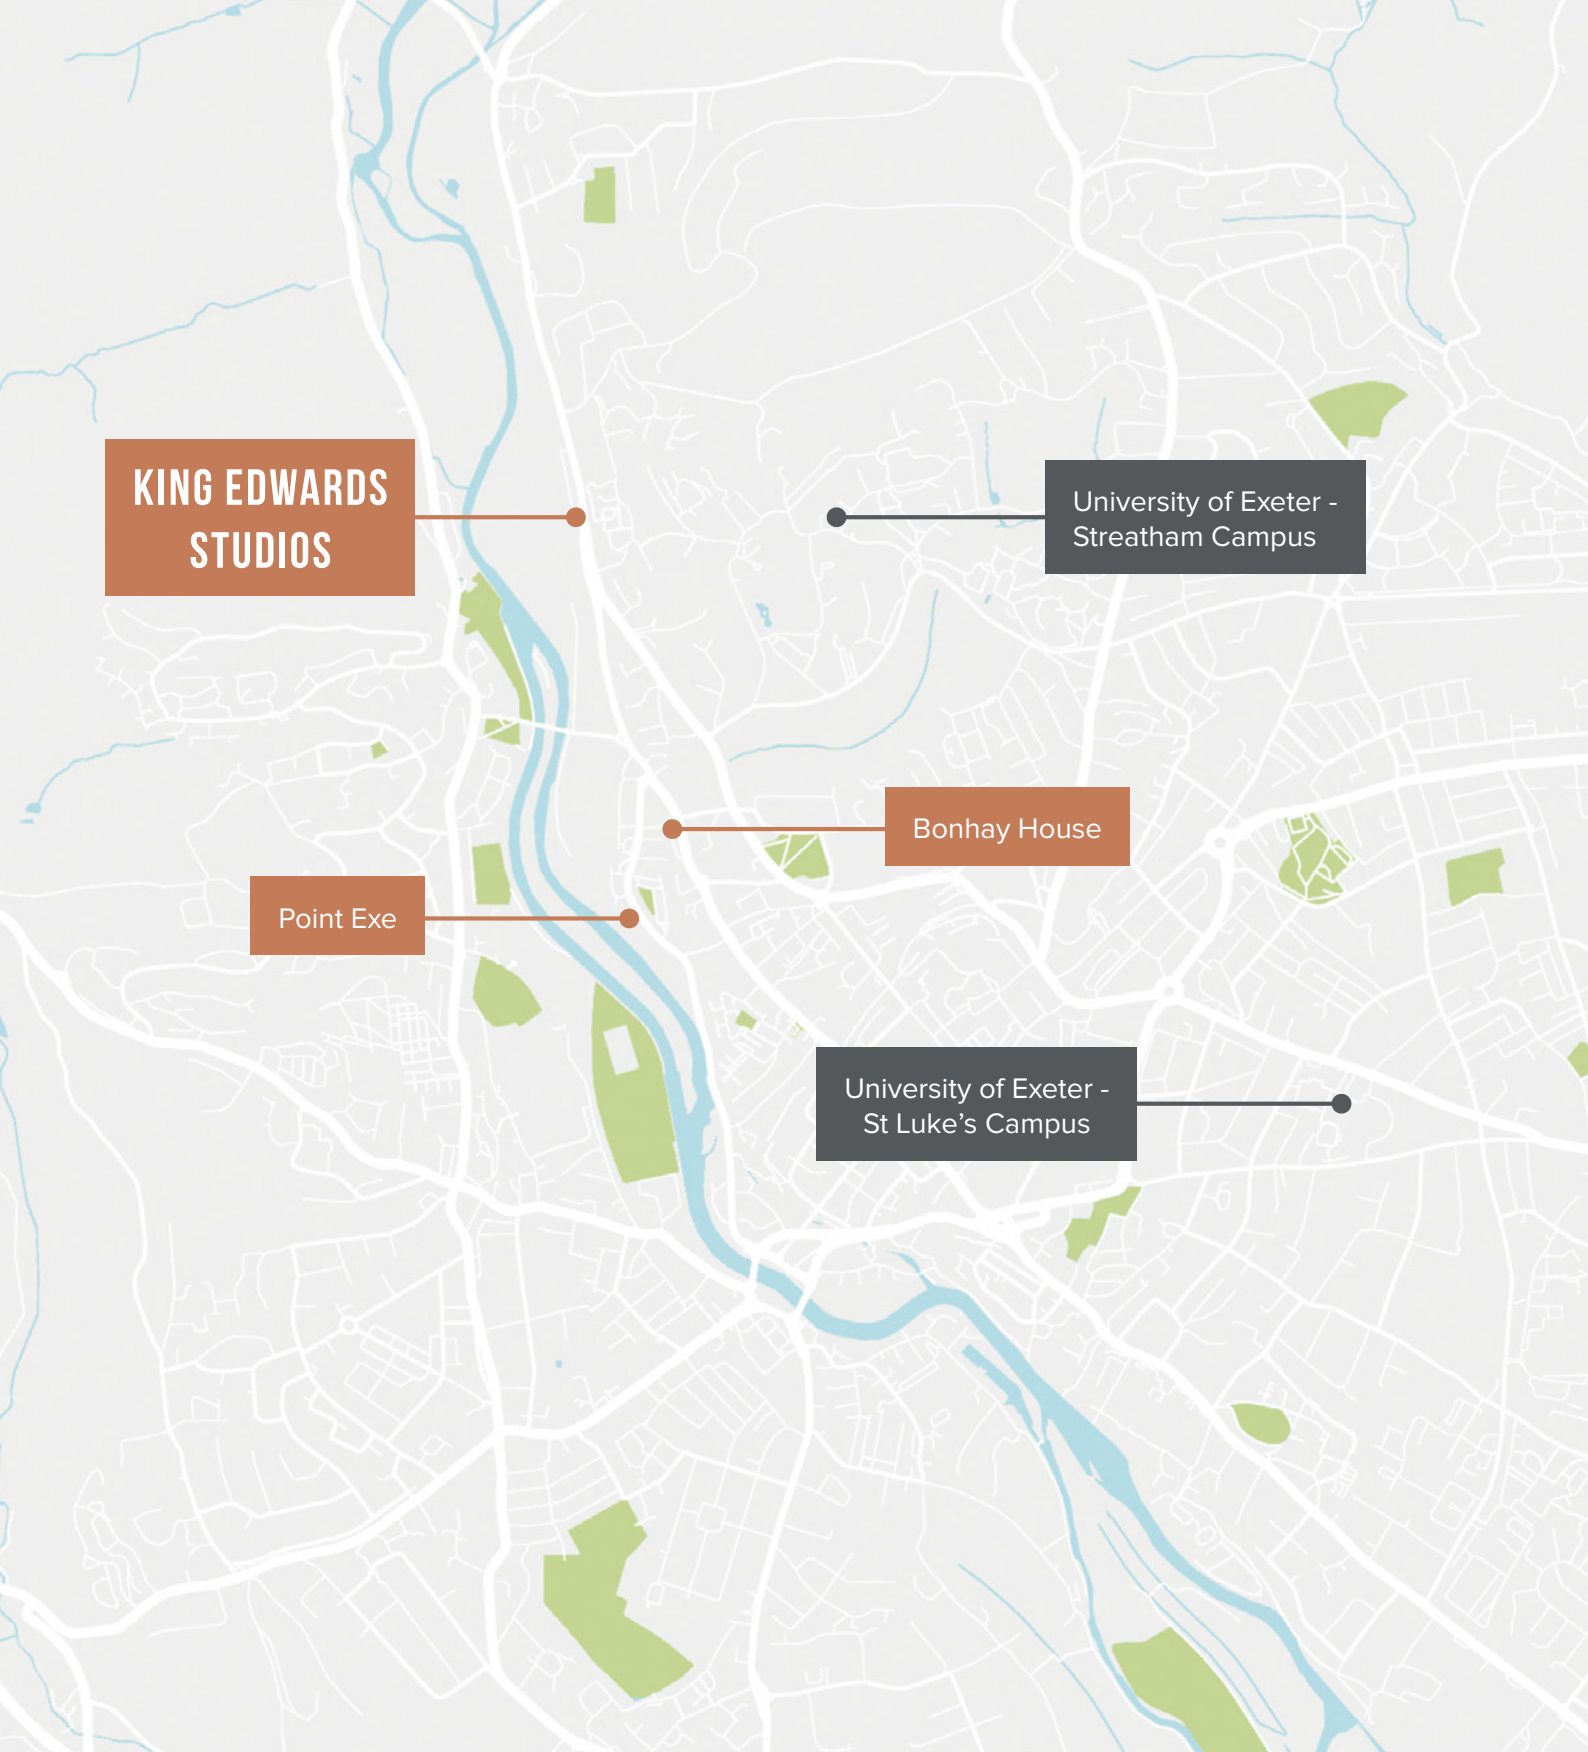 KING EDWARDS
STUDIOS
University of Exeter -
Streatham Campus
Bonhay House
Point Exe
University of Exeter -
St Luke’s Campus